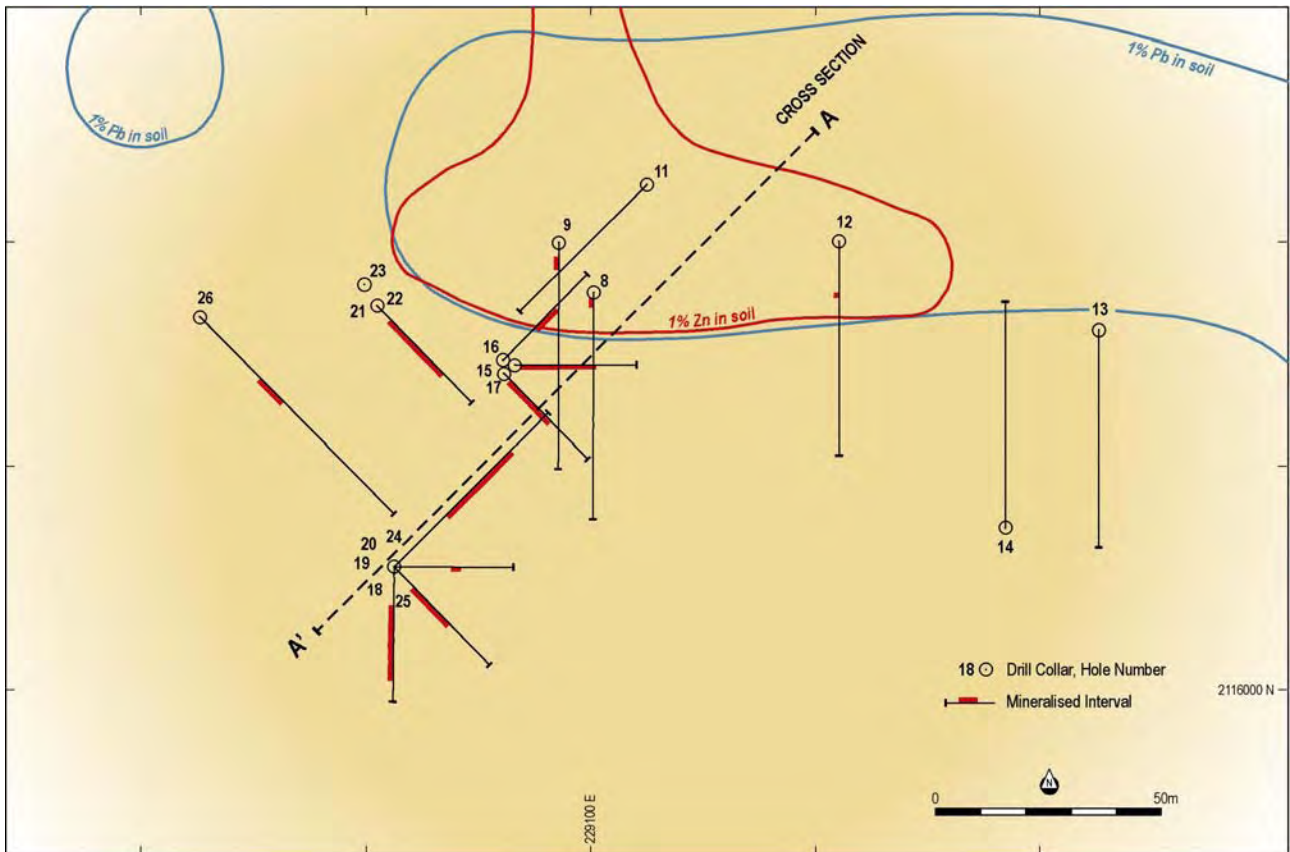 1% Pb in soil
1% Pb in soil
CROSS SECTION
A
11
9
12
8
23
22
21
26
1% Zn in soil
13
16
15
17
24
20
19
18
25
14
A'
18 Drill Collar, Hole Number
Mineralised Interval
2116000 N
N
0 50m
229100 E